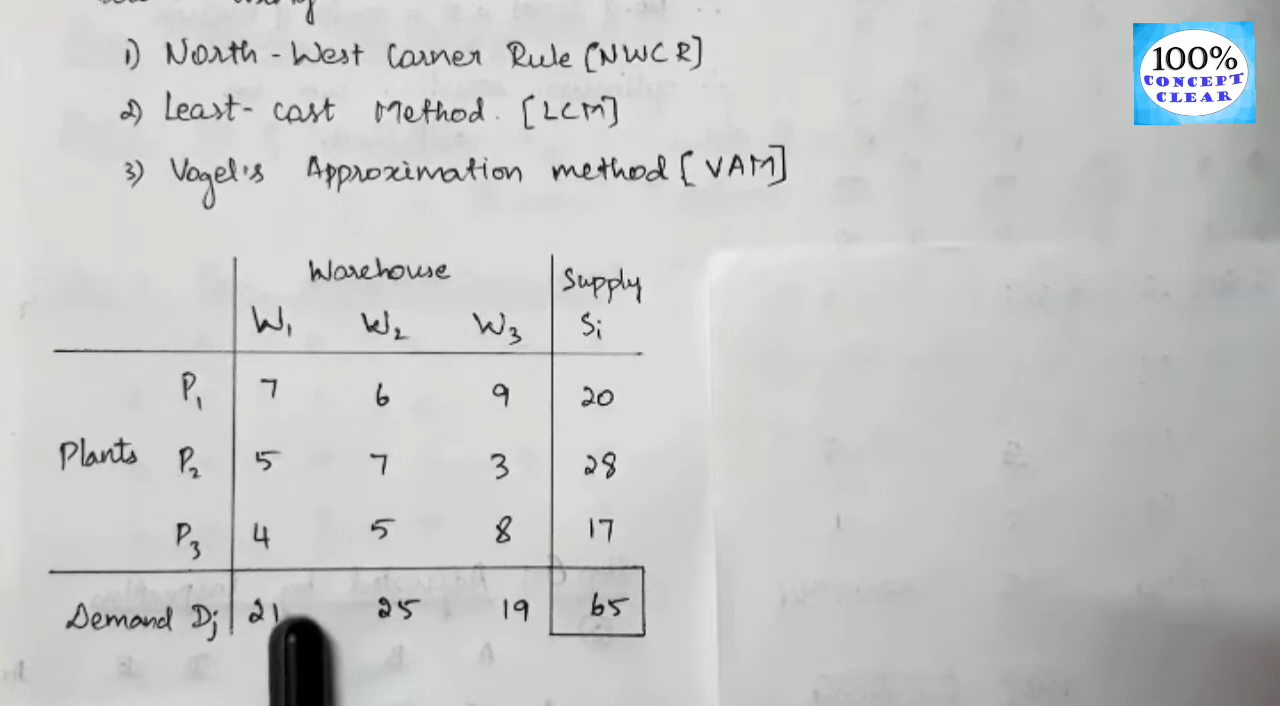 1) North-West Corner Rule [NWCR]
2) Least-cost Method. [LCM]
3) Vogel's Approximation method [VAM]
100%
CONCEPT
CLEAR
Warehouse Supply
W1 W2 W3 Si
P1 7 6 9 20
Plants P2 5 7 3 28
P3 4 5 8 17
Demand Dj 21 25 19 65